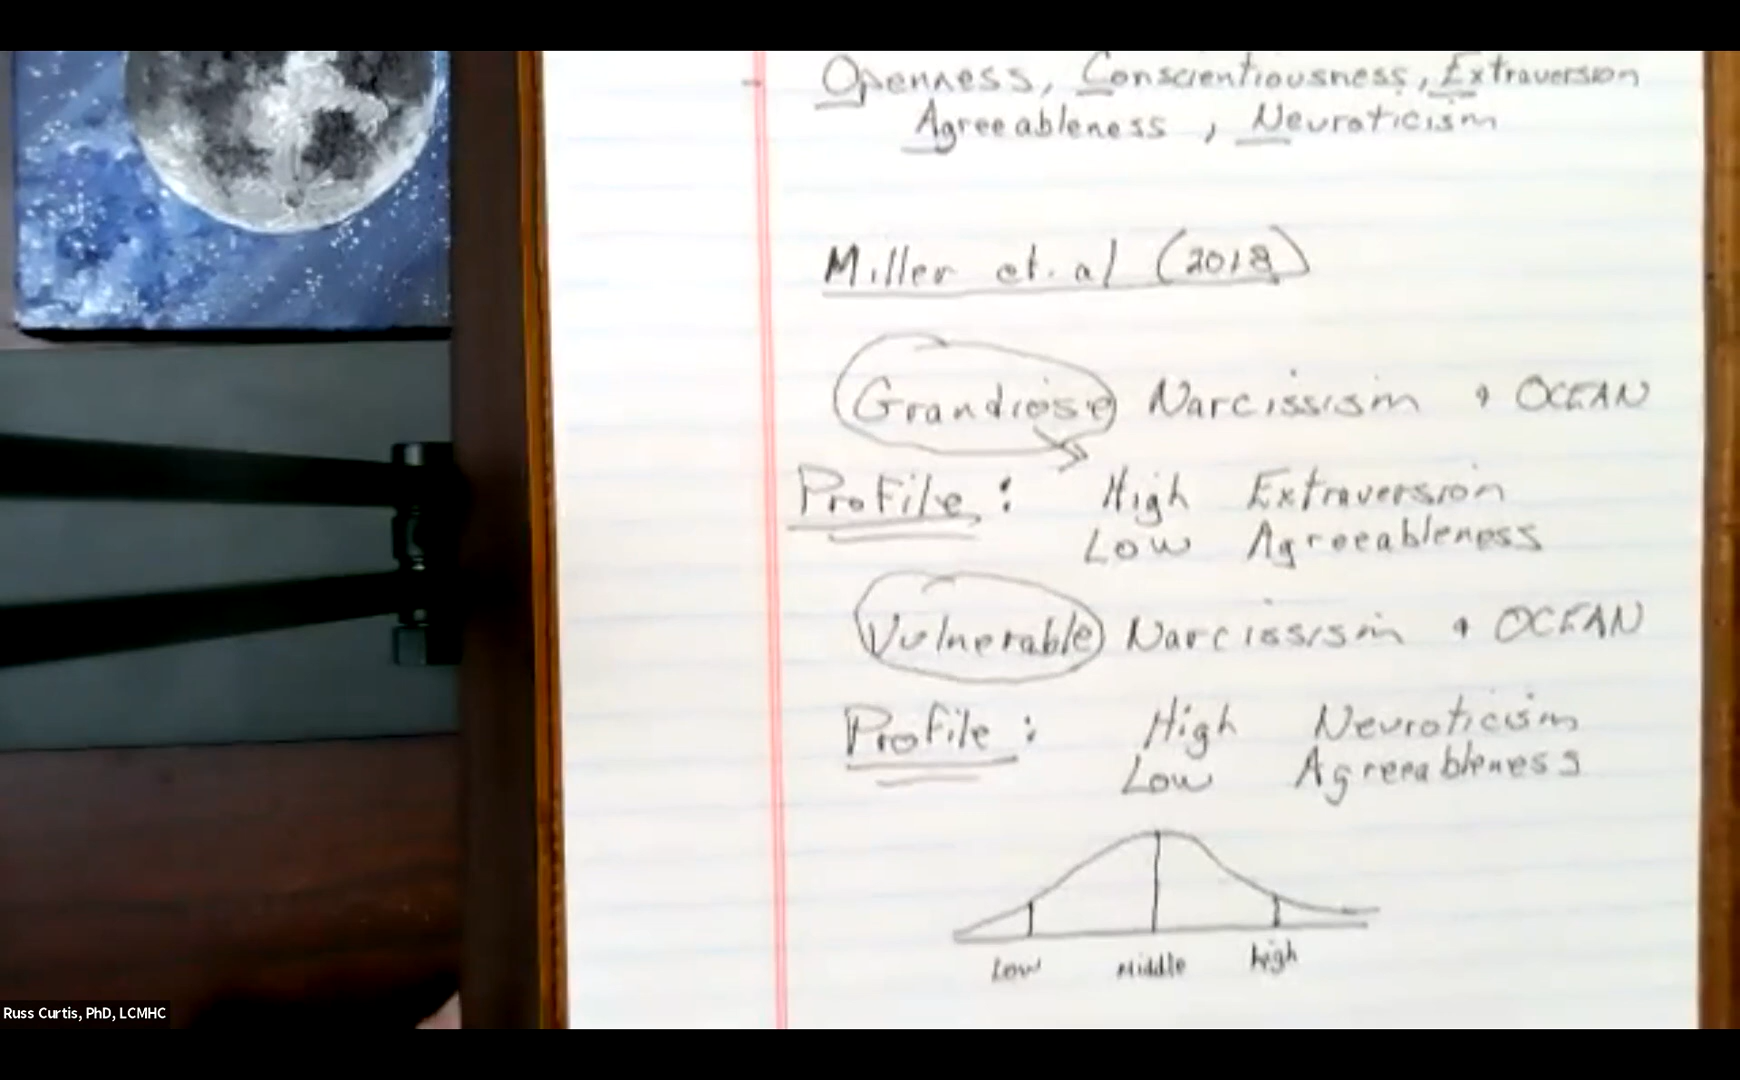 - Openness, Conscientiousness, Extraversion
Agreeableness, Neuroticism
Miller et. al (2018)
Grandiose Narcissism & OCEAN
Profile: High Extraversion
Low Agreeableness
Vulnerable Narcissism & OCEAN
Profile: High Neuroticism
Low Agreeableness
Low Middle high
Russ Curtis, PhD, LCMHC